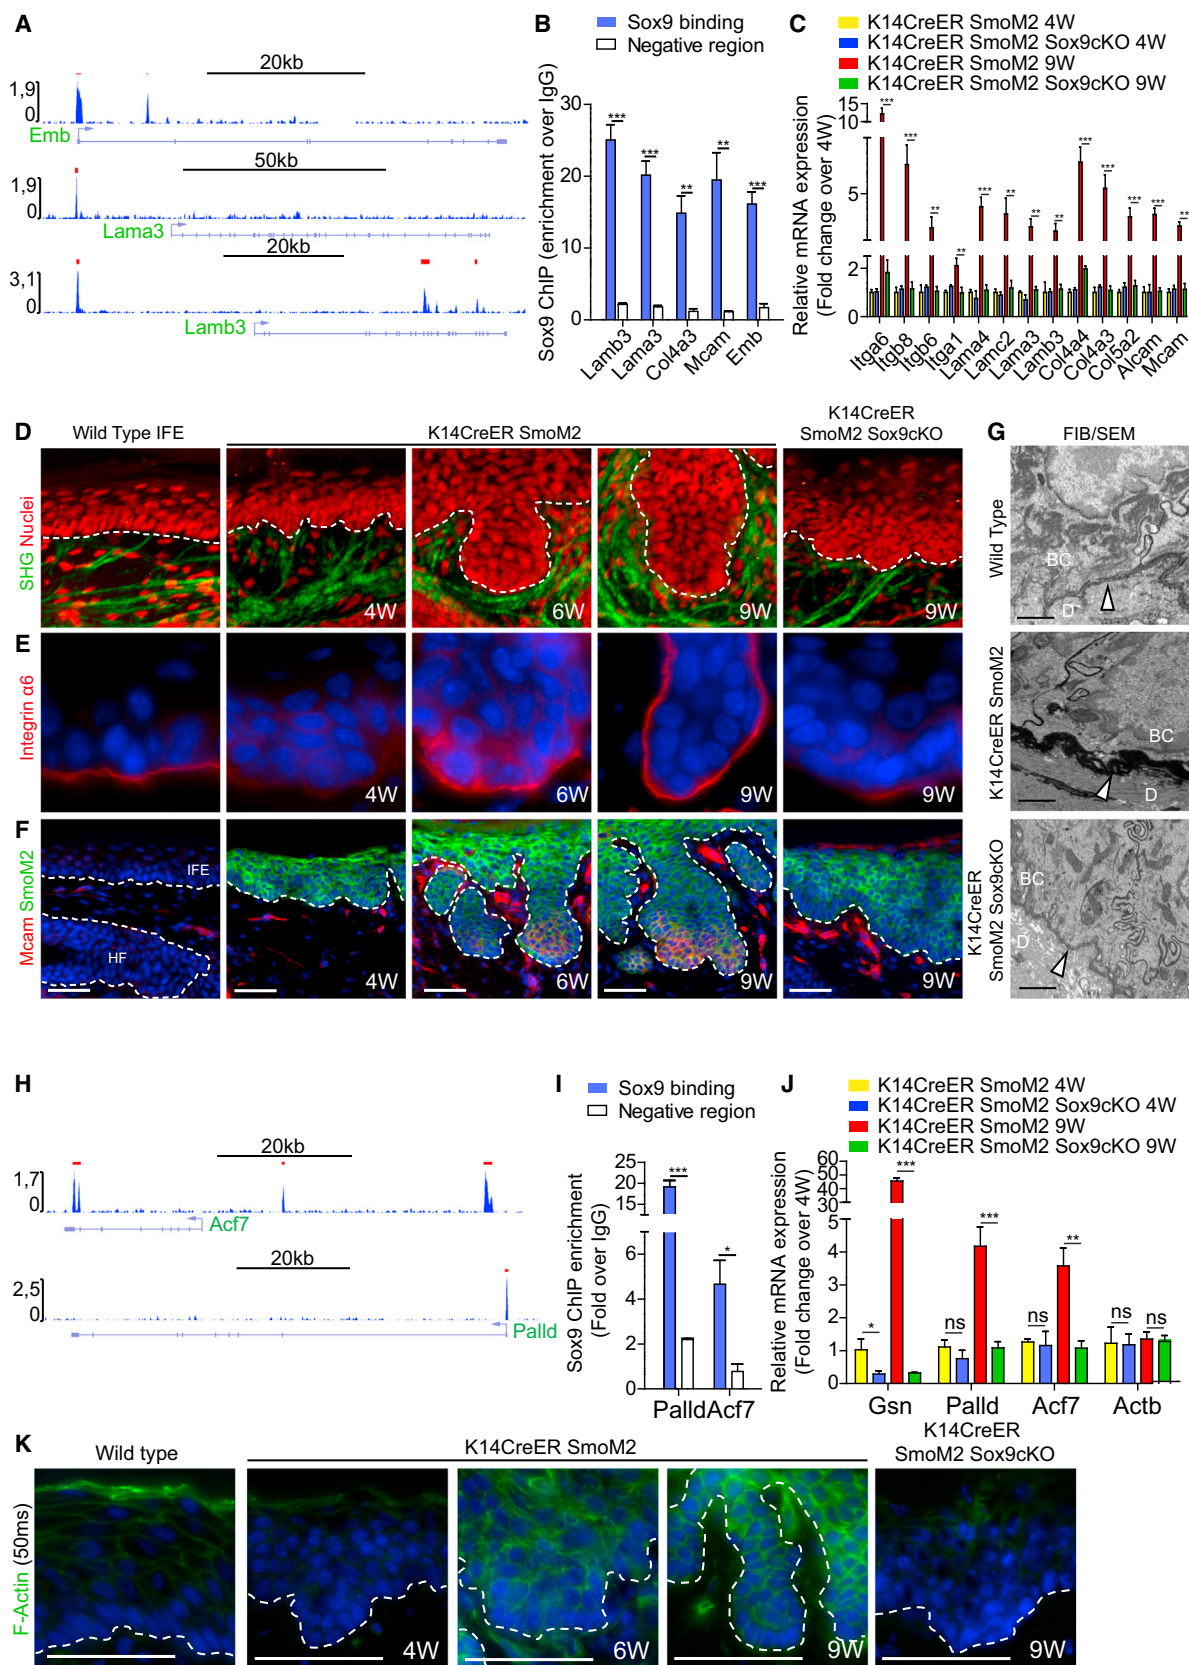 A
20kb
1,9
0
Emb
50kb
1,9
0
Lama3
20kb
3,1
0
Lamb3
B
Sox9 binding
Negative region
Sox9 ChIP (enrichment over IgG)
30
20
10
0
***
***
**
**
***
Lamb3
Lama3
Col4a3
Mcam
Emb
C
K14CreER SmoM2 4W
K14CreER SmoM2 Sox9cKO 4W
K14CreER SmoM2 9W
K14CreER SmoM2 Sox9cKO 9W
Relative mRNA expression
(Fold change over 4W)
15
10
5
2
0
***
***
**
**
***
**
**
**
***
***
***
***
**
Itga6
Itgb8
Itgb6
Itga1
Lama4
Lamc2
Lama3
Lamb3
Col4a4
Col4a3
Col5a2
Alcam
Mcam
D
Wild Type IFE
K14CreER SmoM2
K14CreER
SmoM2 Sox9cKO
SHG Nuclei
4W
6W
9W
9W
E
Integrin α6
4W
6W
9W
9W
F
Mcam SmoM2
IFE
HF
4W
6W
9W
9W
G
FIB/SEM
Wild Type
BC
D
K14CreER SmoM2
BC
D
K14CreER
SmoM2 Sox9cKO
BC
D
H
20kb
1,7
0
Acf7
20kb
2,5
0
Palld
I
Sox9 binding
Negative region
Sox9 ChIP enrichment
(Fold over IgG)
25
20
15
10
6
4
2
0
***
*
Palld
Acf7
J
K14CreER SmoM2 4W
K14CreER SmoM2 Sox9cKO 4W
K14CreER SmoM2 9W
K14CreER SmoM2 Sox9cKO 9W
Relative mRNA expression
(Fold change over 4W)
60
50
40
30
5
4
3
2
1
0
*
***
ns
***
ns
**
ns
ns
Gsn
Palld
Acf7
Actb
K
Wild type
K14CreER SmoM2
K14CreER
SmoM2 Sox9cKO
F-Actin (50ms)
4W
6W
9W
9W